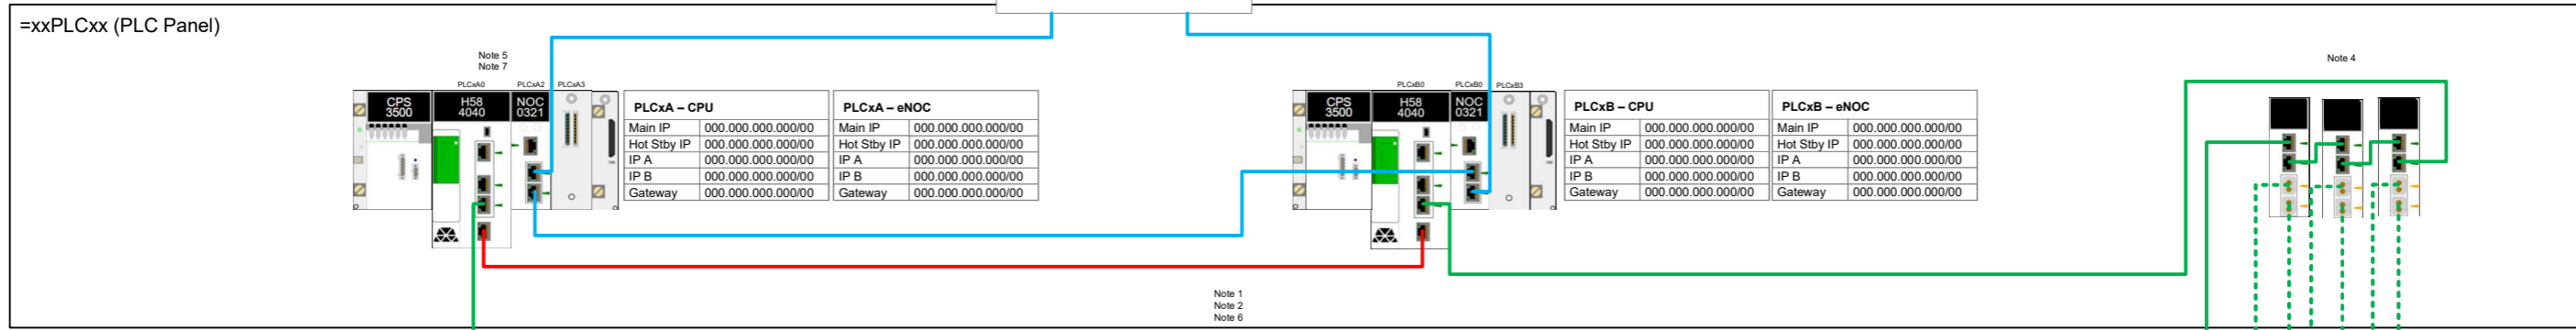 =xxPLCxx (PLC Panel)
Note 5
Note 7
PLCxA0 PLCxA2 PLCxA3
CPS
3500
H58
4040
NOC
0321
PLCxA – CPU
Main IP 000.000.000.000/00
Hot Stby IP 000.000.000.000/00
IP A 000.000.000.000/00
IP B 000.000.000.000/00
Gateway 000.000.000.000/00
PLCxA – eNOC
Main IP 000.000.000.000/00
Hot Stby IP 000.000.000.000/00
IP A 000.000.000.000/00
IP B 000.000.000.000/00
Gateway 000.000.000.000/00
PLCxB0 PLCxB0 PLCxB3
CPS
3500
H58
4040
NOC
0321
PLCxB – CPU
Main IP 000.000.000.000/00
Hot Stby IP 000.000.000.000/00
IP A 000.000.000.000/00
IP B 000.000.000.000/00
Gateway 000.000.000.000/00
PLCxB – eNOC
Main IP 000.000.000.000/00
Hot Stby IP 000.000.000.000/00
IP A 000.000.000.000/00
IP B 000.000.000.000/00
Gateway 000.000.000.000/00
Note 4
Note 1
Note 2
Note 6